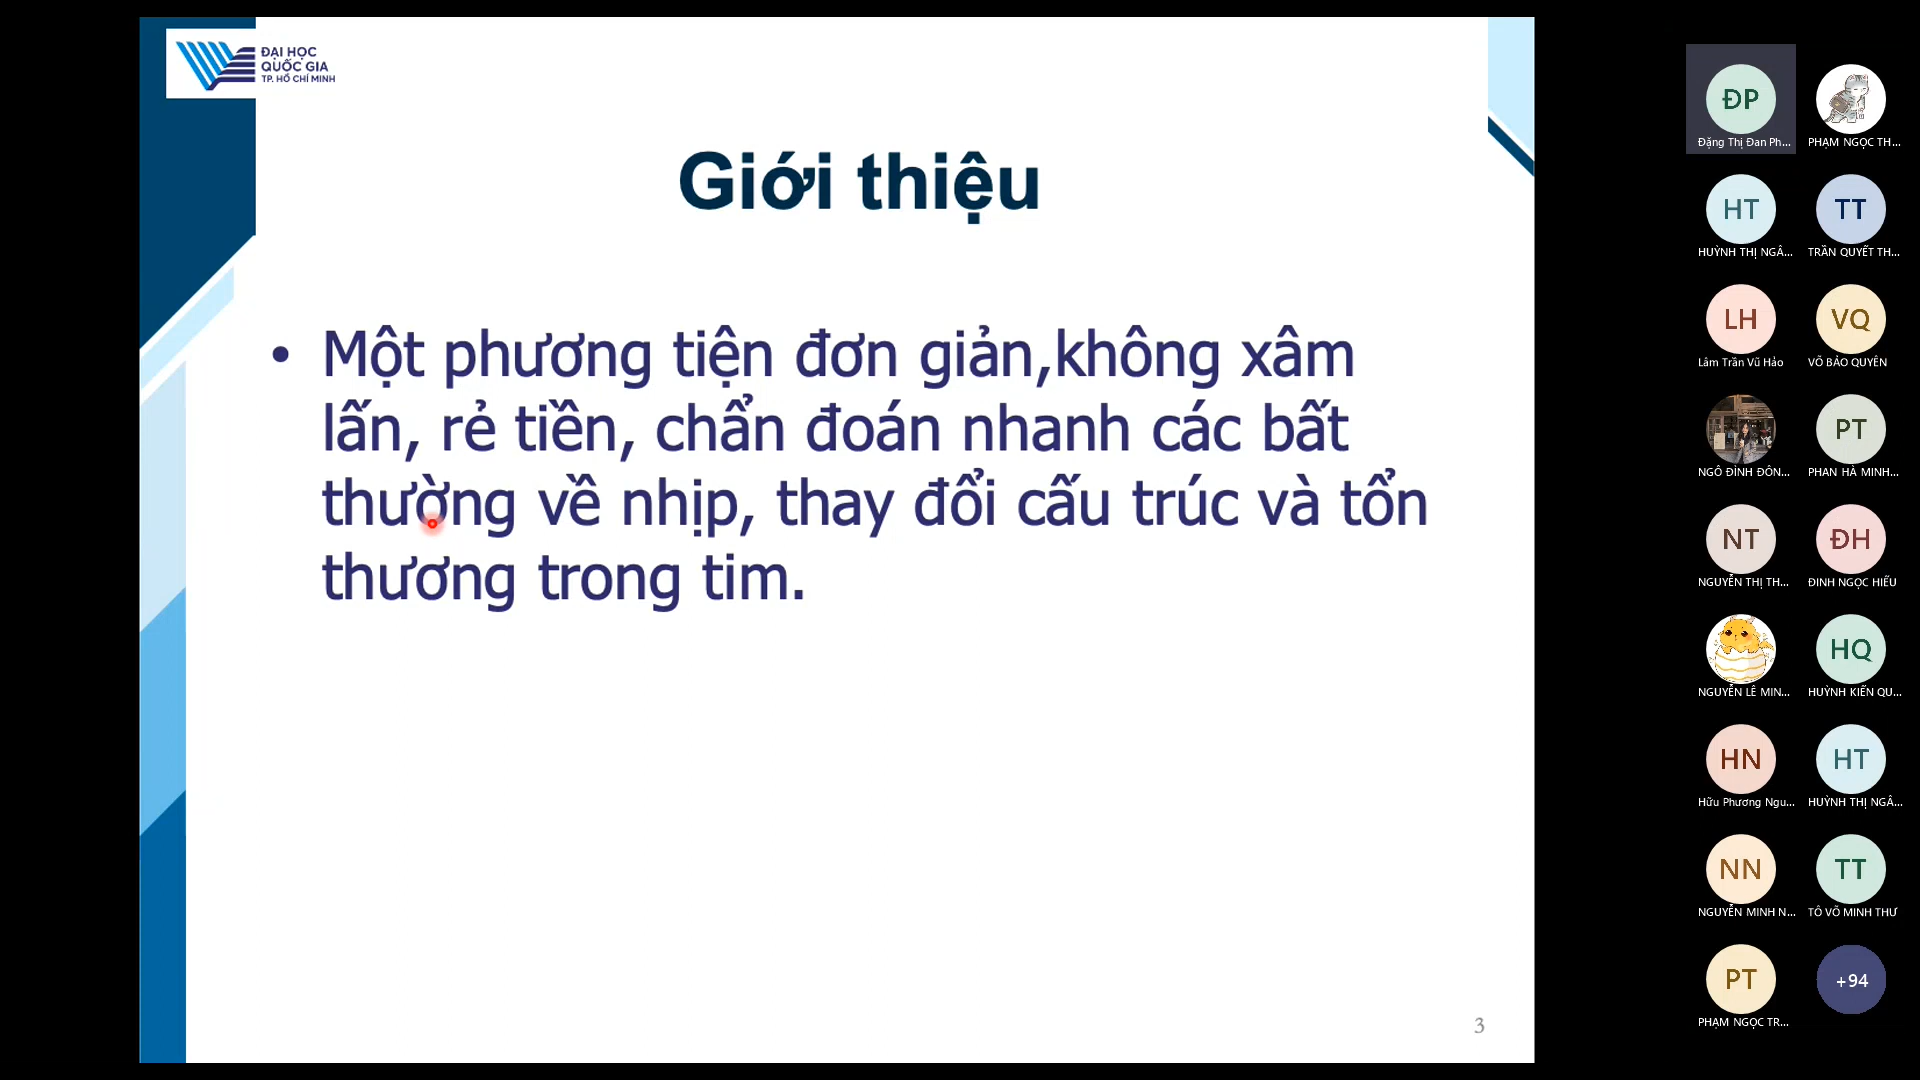 ĐẠI HỌC
QUỐC GIA
TP. HỒ CHÍ MINH
Giới thiệu
• Một phương tiện đơn giản,không xâm
lấn, rẻ tiền, chẩn đoán nhanh các bất
thường về nhịp, thay đổi cấu trúc và tổn
thương trong tim.
3
ĐP
Đặng Thị Đan Ph...
PHẠM NGỌC TH...
HT
HUỲNH THỊ NGÂ...
TT
TRẦN QUYẾT TH...
LH
Lâm Trần Vũ Hảo
VQ
VÕ BẢO QUYÊN
NGÔ ĐÌNH ĐÔN...
PT
PHAN HÀ MINH...
NT
NGUYỄN THỊ TH...
ĐH
ĐINH NGỌC HIẾU
NGUYỄN LÊ MIN...
HQ
HUỲNH KIẾN QU...
HN
Hữu Phương Ngu...
HT
HUỲNH THỊ NGÂ...
NN
NGUYỄN MINH N...
TT
TÔ VÕ MINH THƯ
PT
PHẠM NGỌC TR...
+94